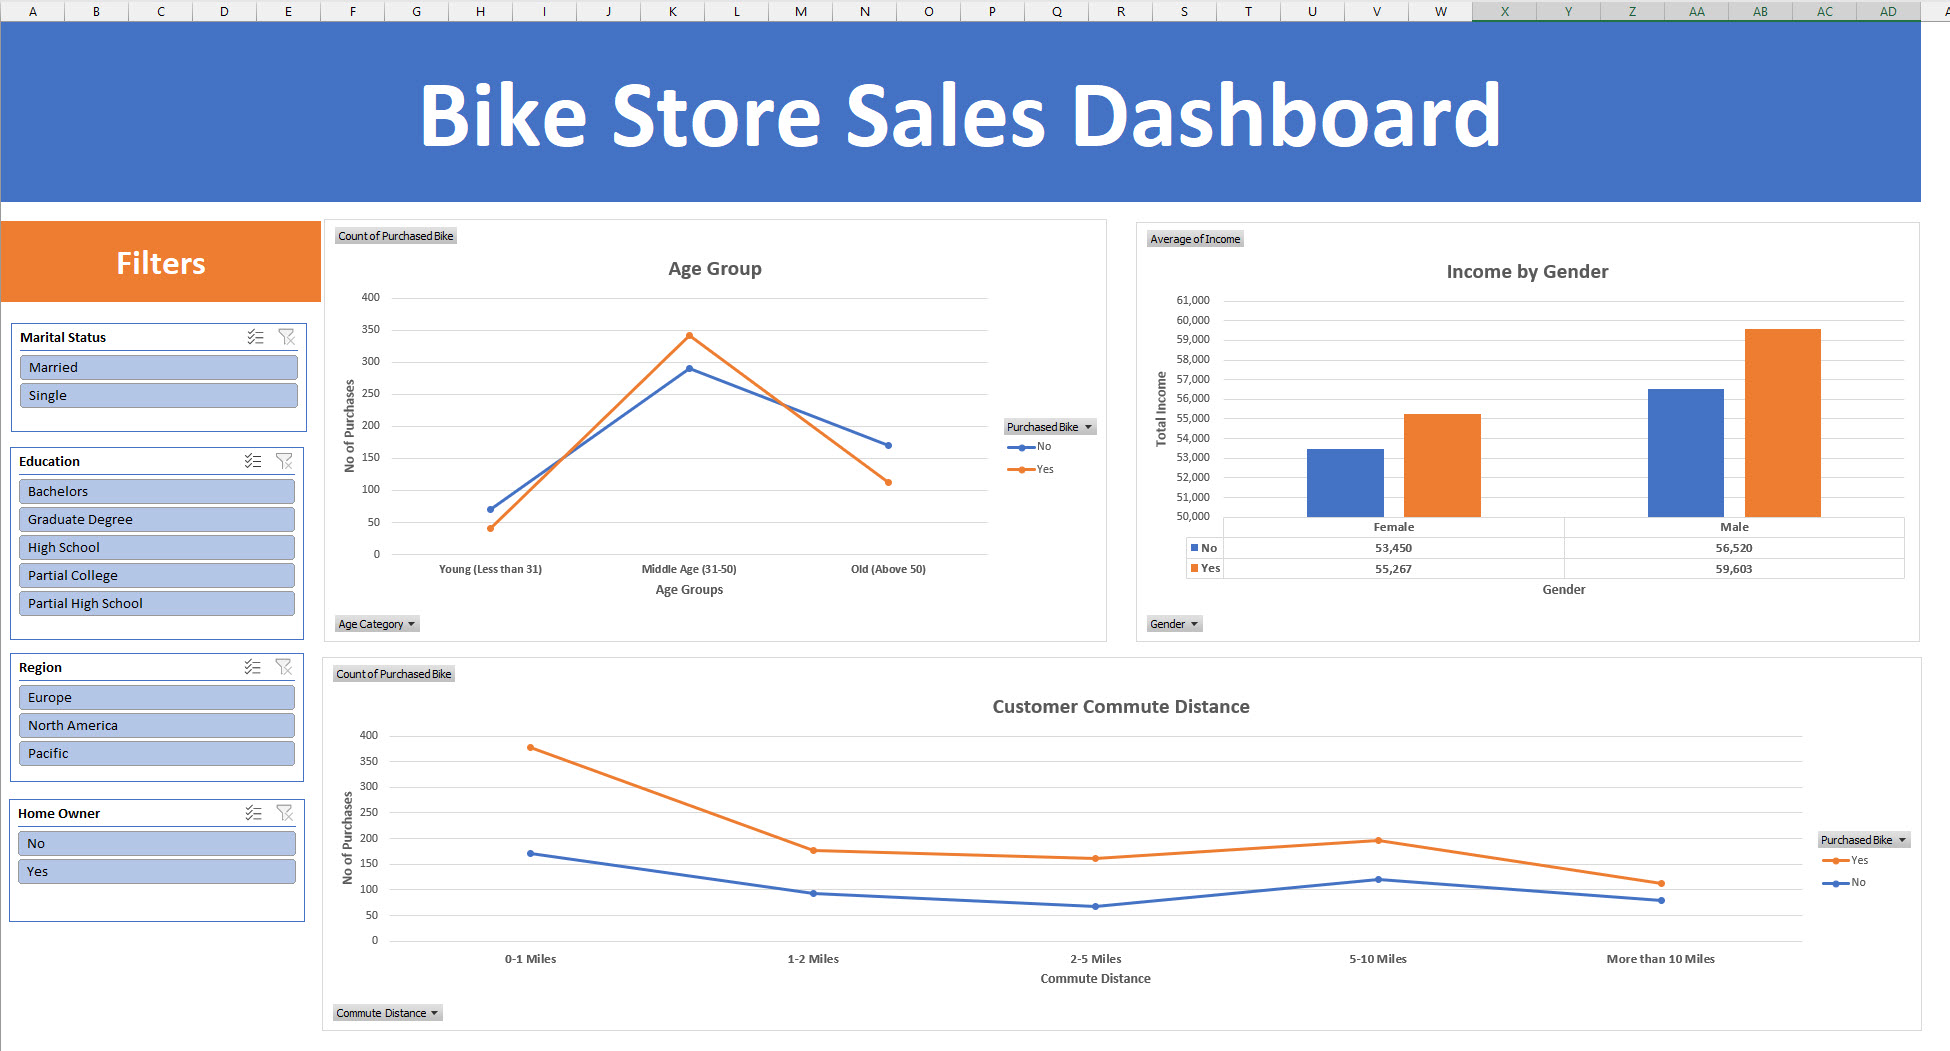 A B C D E F G H I J K L M N O P Q R S T U V W X Y Z AA AB AC AD
Bike Store Sales Dashboard
Filters
Marital Status
Married
Single
Education
Bachelors
Graduate Degree
High School
Partial College
Partial High School
Region
Europe
North America
Pacific
Home Owner
No
Yes
Count of Purchased Bike
Age Group
400
350
300
250
200
150
100
50
0
No of Purchases
Young (Less than 31) Middle Age (31-50) Old (Above 50)
Age Groups
Purchased Bike
No
Yes
Age Category
Average of Income
Income by Gender
61,000
60,000
59,000
58,000
57,000
56,000
55,000
54,000
53,000
52,000
51,000
50,000
Total Income
Female Male
No 53,450 56,520
Yes 55,267 59,603
Gender
Gender
Count of Purchased Bike
Customer Commute Distance
400
350
300
250
200
150
100
50
0
No of Purchases
0-1 Miles 1-2 Miles 2-5 Miles 5-10 Miles More than 10 Miles
Commute Distance
Purchased Bike
Yes
No
Commute Distance